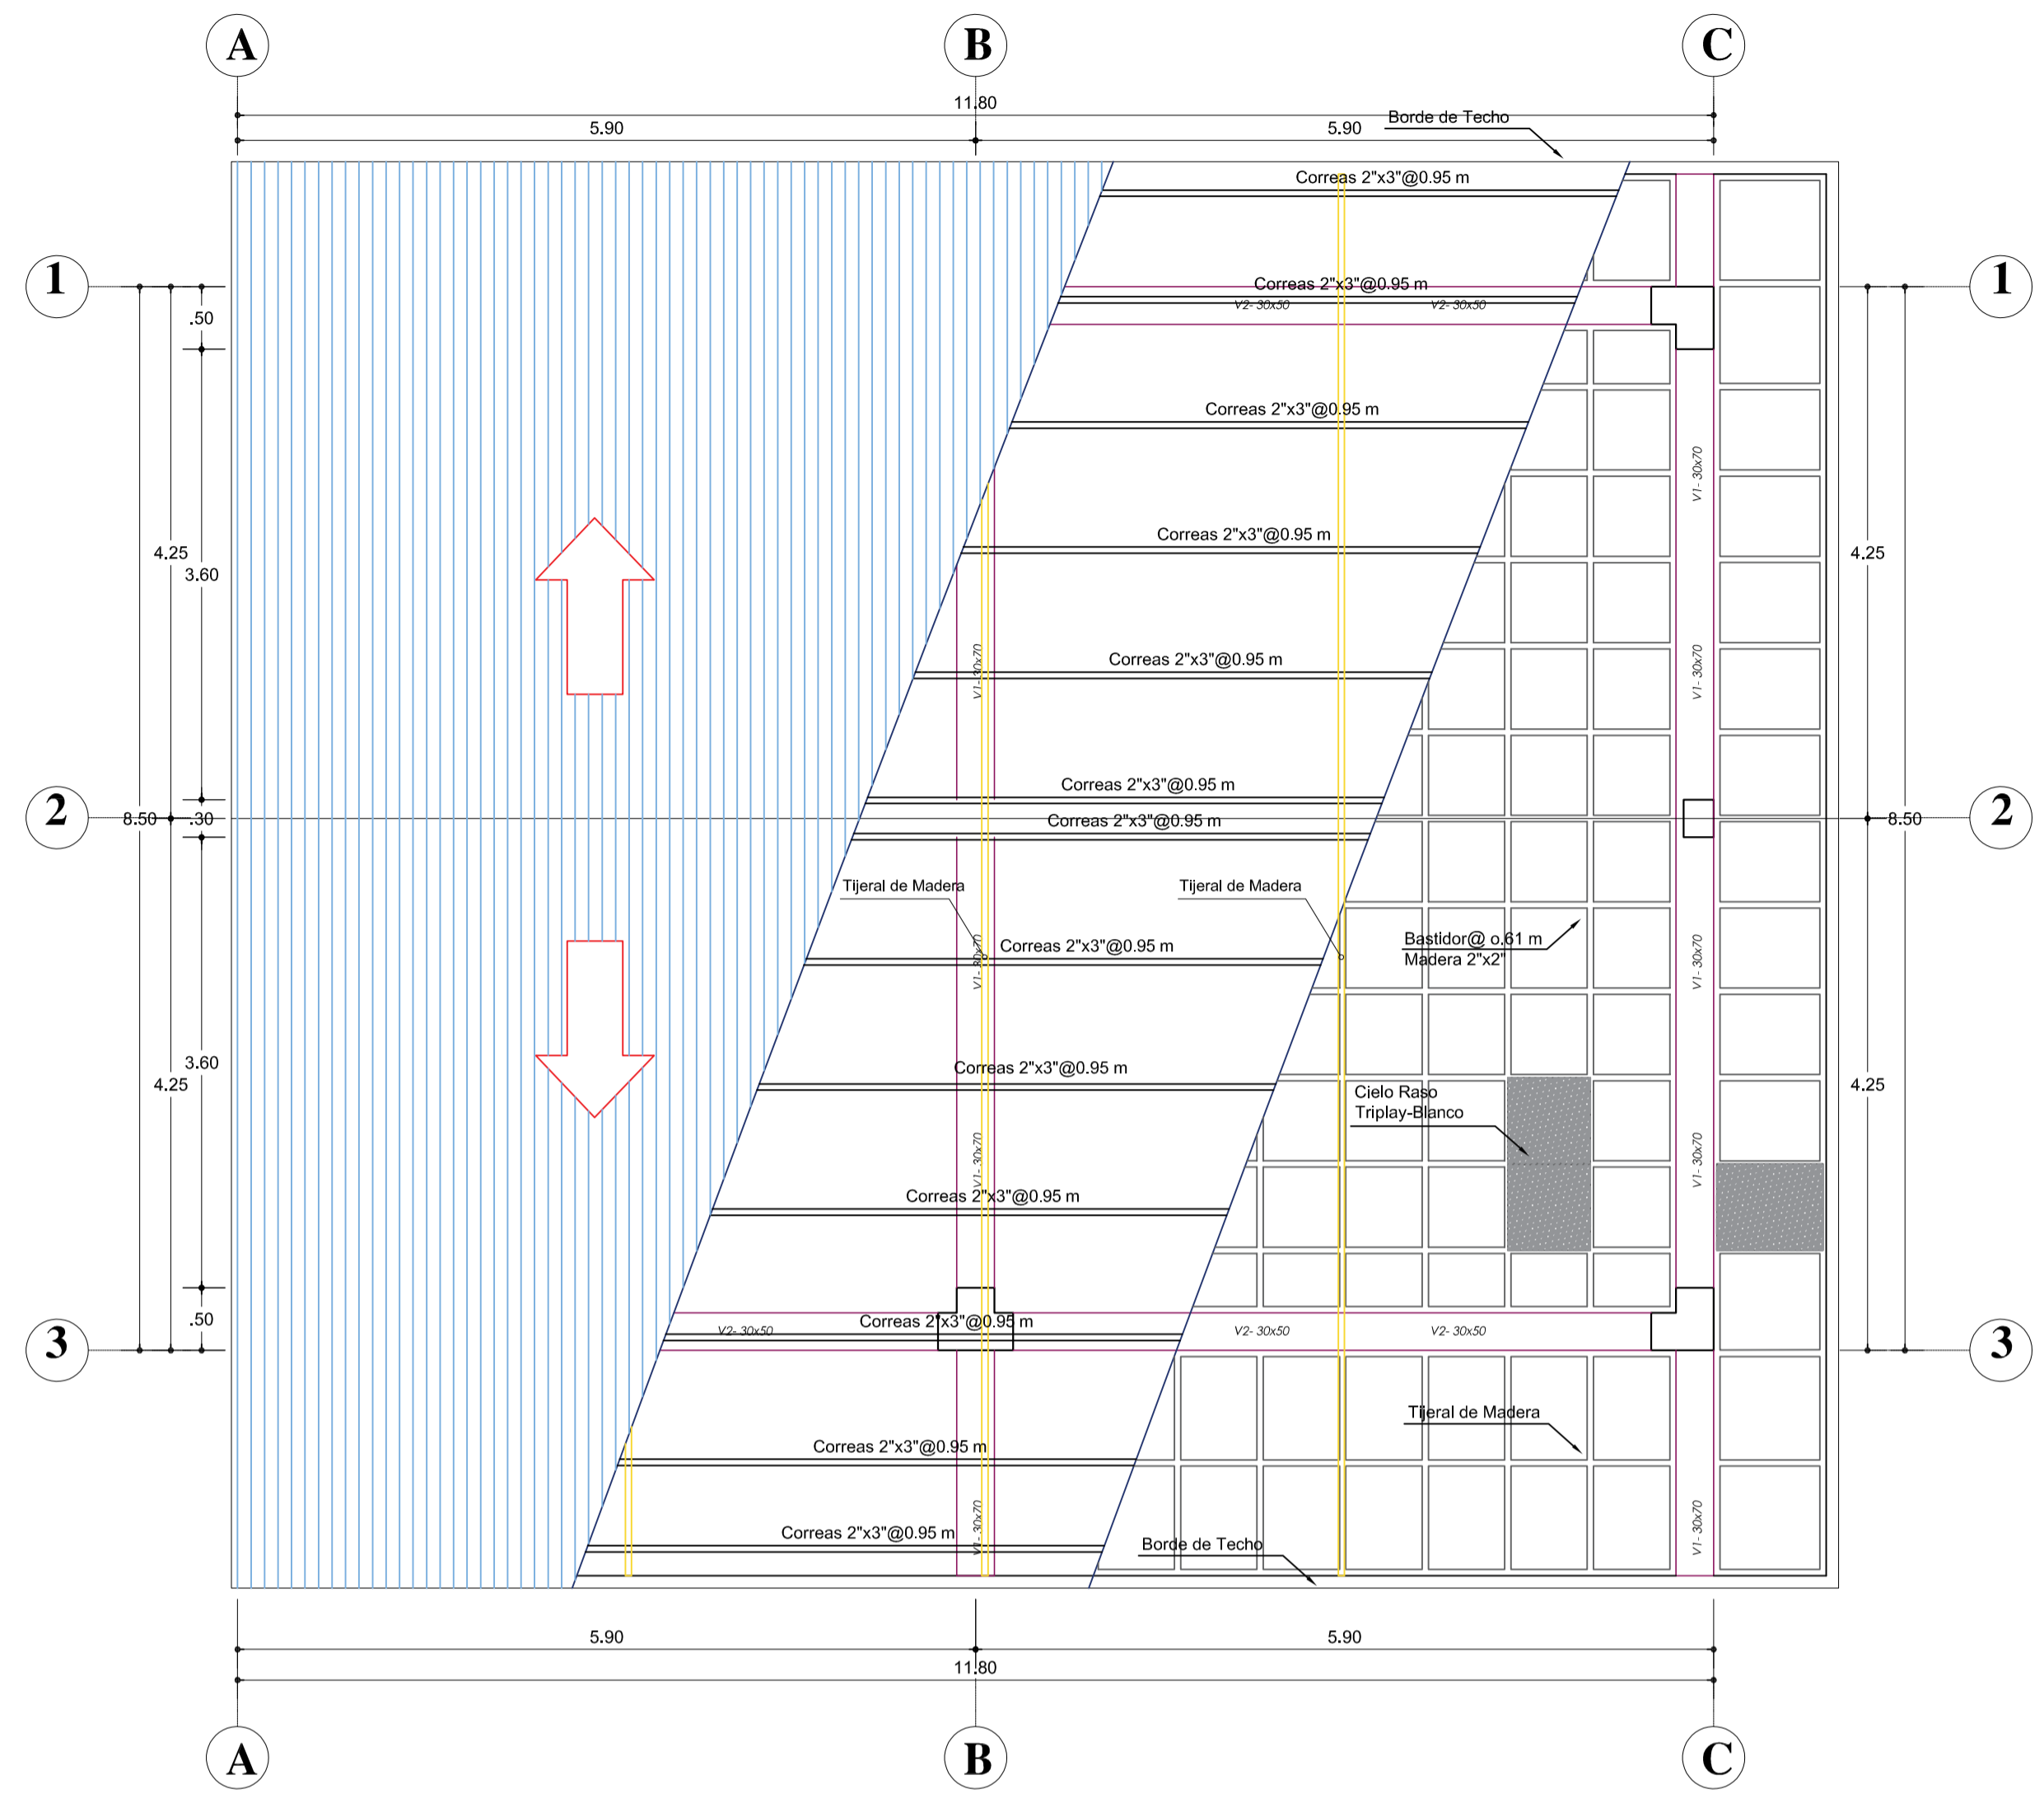 A
B
C
11.80
5.90
5.90
Borde de Techo
Correas 2"x3"@0.95 m
1
1
Correas 2"x3"@0.95 m
V2- 30x50
V2- 30x50
.50
Correas 2"x3"@0.95 m
V1- 30x70
Correas 2"x3"@0.95 m
4.25
4.25
3.60
Correas 2"x3"@0.95 m
V1- 30x70
V1- 30x70
Correas 2"x3"@0.95 m
2
8.50
.30
Correas 2"x3"@0.95 m
8.50
2
Tijeral de Madera
Tijeral de Madera
Correas 2"x3"@0.95 m
Bastidor@ o.61 m
Madera 2"x2"
V1- 30x70
V1- 30x70
3.60
Correas 2"x3"@0.95 m
4.25
4.25
Cielo Raso
Triplay-Blanco
V1- 30x70
V1- 30x70
Correas 2"x3"@0.95 m
.50
Correas 2"x3"@0.95 m
V2- 30x50
V2- 30x50
V2- 30x50
3
3
Tijeral de Madera
Correas 2"x3"@0.95 m
Correas 2"x3"@0.95 m
V1- 30x70
V1- 30x70
Borde de Techo
5.90
5.90
11.80
A
B
C